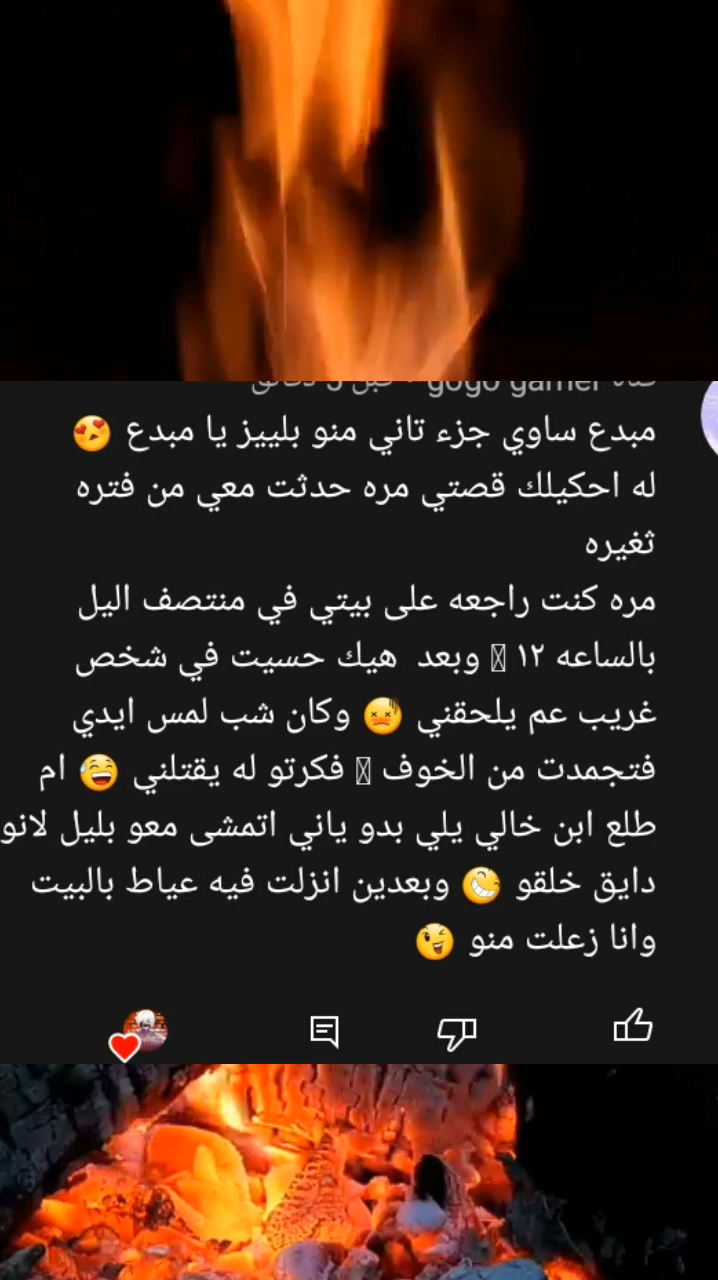 gogo gamer
مبدع ساوي جزء تاني منو بلييز يا مبدع 😍
له احكيلك قصتي مره حدثت معي من فتره
ثغيره
مره كنت راجعه على بيتي في منتصف اليل
بالساعه ١٢ وبعد هيك حسيت في شخص
غريب عم يلحقني 😖 وكان شب لمس ايدي
فتجمدت من الخوف فكرتو له يقتلني 😅 ام
طلع ابن خالي يلي بدو ياني اتمشى معو بليل لانو
دايق خلقو 😆 وبعدين انزلت فيه عياط بالبيت
وانا زعلت منو 😜